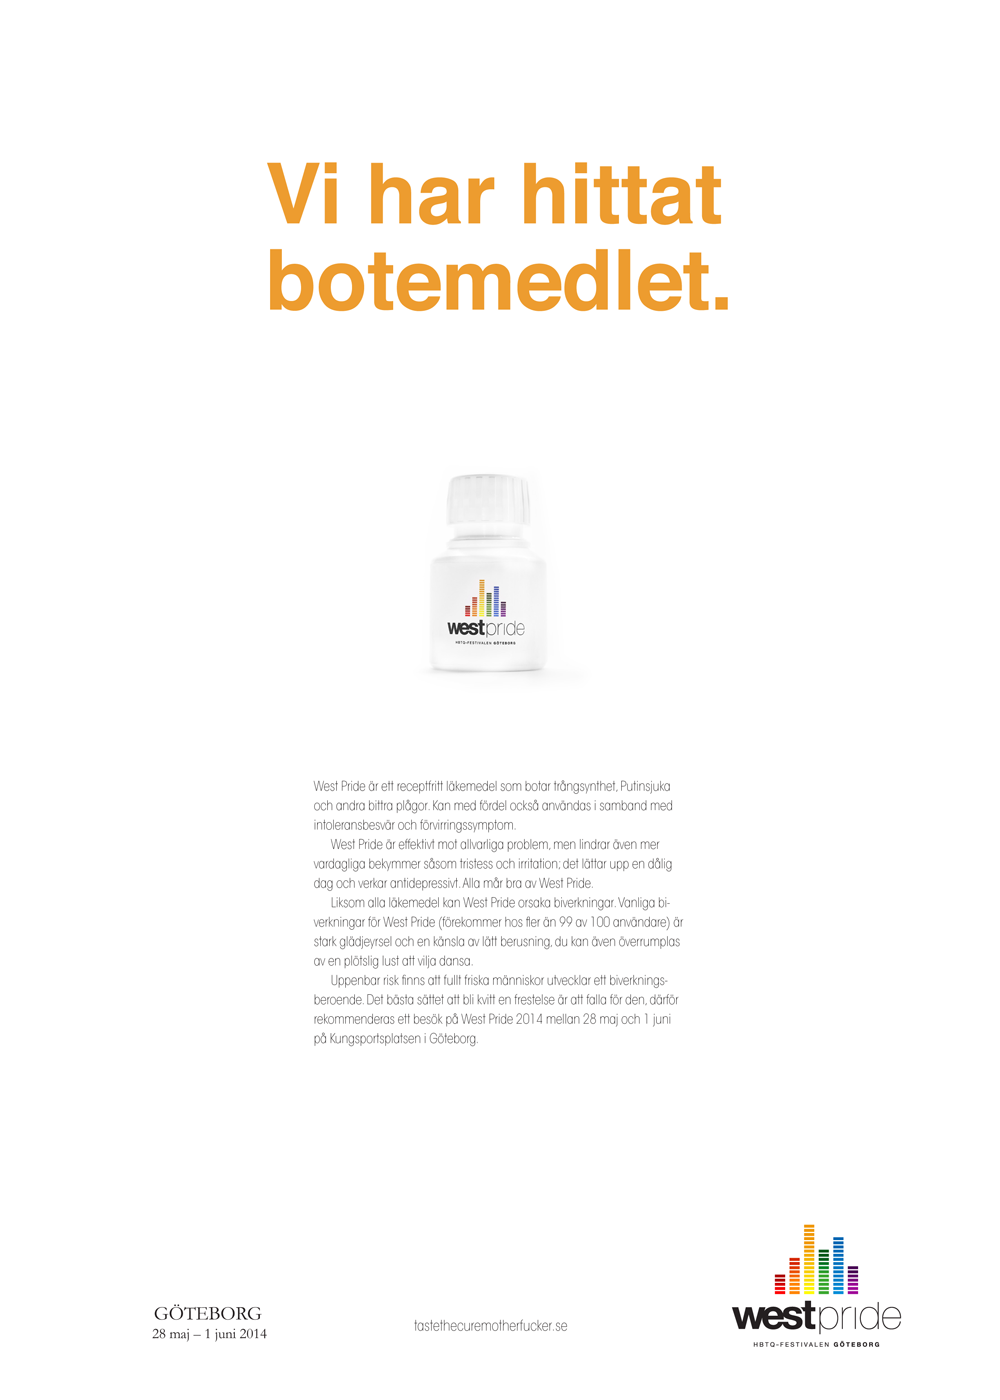 Vi har hittat
botemedlet.
westpride
HBTQ-FESTIVALEN GÖTEBORG
West Pride är ett receptfritt läkemedel som botar trångsynthet, Putinsjuka
och andra bittra plågor. Kan med fördel också användas i samband med
intoleransbesvär och förvirringssymptom.
West Pride är effektivt mot allvarliga problem, men lindrar även mer
vardagliga bekymmer såsom tristess och irritation; det lättar upp en dålig
dag och verkar antidepressivt. Alla mår bra av West Pride.
Liksom alla läkemedel kan West Pride orsaka biverkningar. Vanliga bi-
verkningar för West Pride (förekommer hos fler än 99 av 100 användare) är
stark glädjeyrsel och en känsla av lätt berusning, du kan även överrumplas
av en plötslig lust att vilja dansa.
Uppenbar risk finns att fullt friska människor utvecklar ett biverknings-
beroende. Det bästa sättet att bli kvitt en frestelse är att falla för den, därför
rekommenderas ett besök på West Pride 2014 mellan 28 maj och 1 juni
på Kungsportsplatsen i Göteborg.
GÖTEBORG
28 maj – 1 juni 2014
tastethecuremotherfucker.se
westpride
HBTQ-FESTIVALEN GÖTEBORG